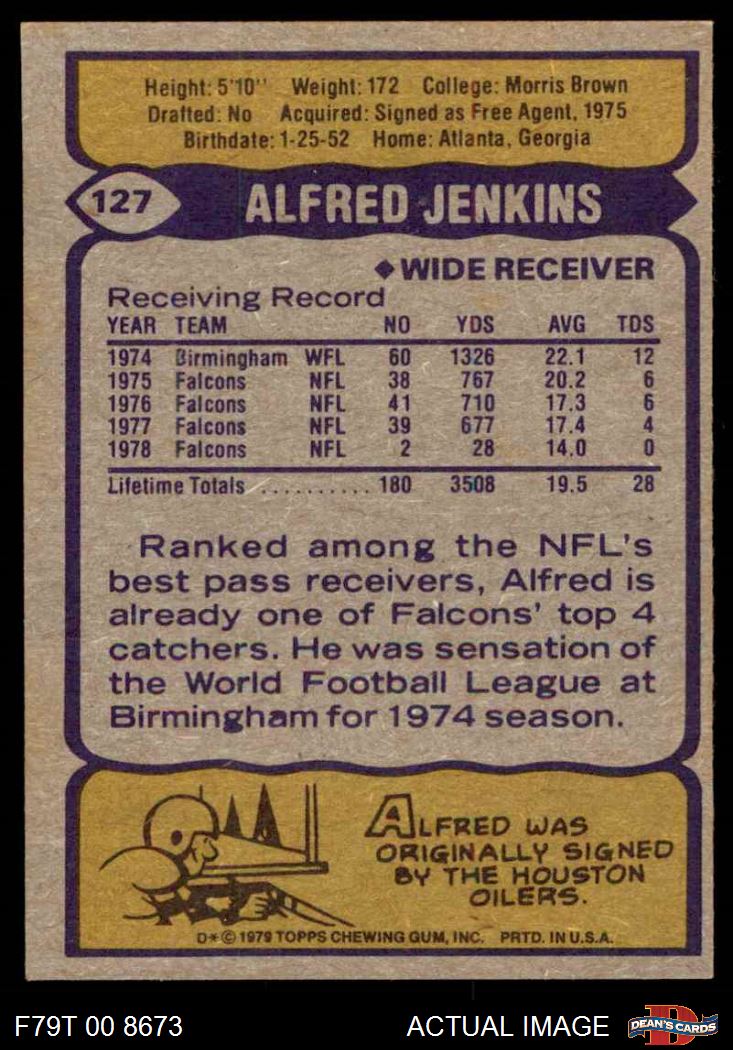 Height: 5'10'' Weight: 172 College: Morris Brown
Drafted: No Acquired: Signed as Free Agent, 1975
Birthdate: 1-25-52 Home: Atlanta, Georgia
127 ALFRED JENKINS
◆ WIDE RECEIVER
Receiving Record
YEAR TEAM NO YDS AVG TDS
1974 Birmingham WFL 60 1326 22.1 12
1975 Falcons NFL 38 767 20.2 6
1976 Falcons NFL 41 710 17.3 6
1977 Falcons NFL 39 677 17.4 4
1978 Falcons NFL 2 28 14.0 0
Lifetime Totals .......... 180 3508 19.5 28
Ranked among the NFL's
best pass receivers, Alfred is
already one of Falcons' top 4
catchers. He was sensation of
the World Football League at
Birmingham for 1974 season.
ALFRED WAS
ORIGINALLY SIGNED
BY THE HOUSTON
OILERS.
D*© 1979 TOPPS CHEWING GUM, INC. PRTD. IN U.S.A.
F79T 00 8673 ACTUAL IMAGE D DEAN'S CARDS